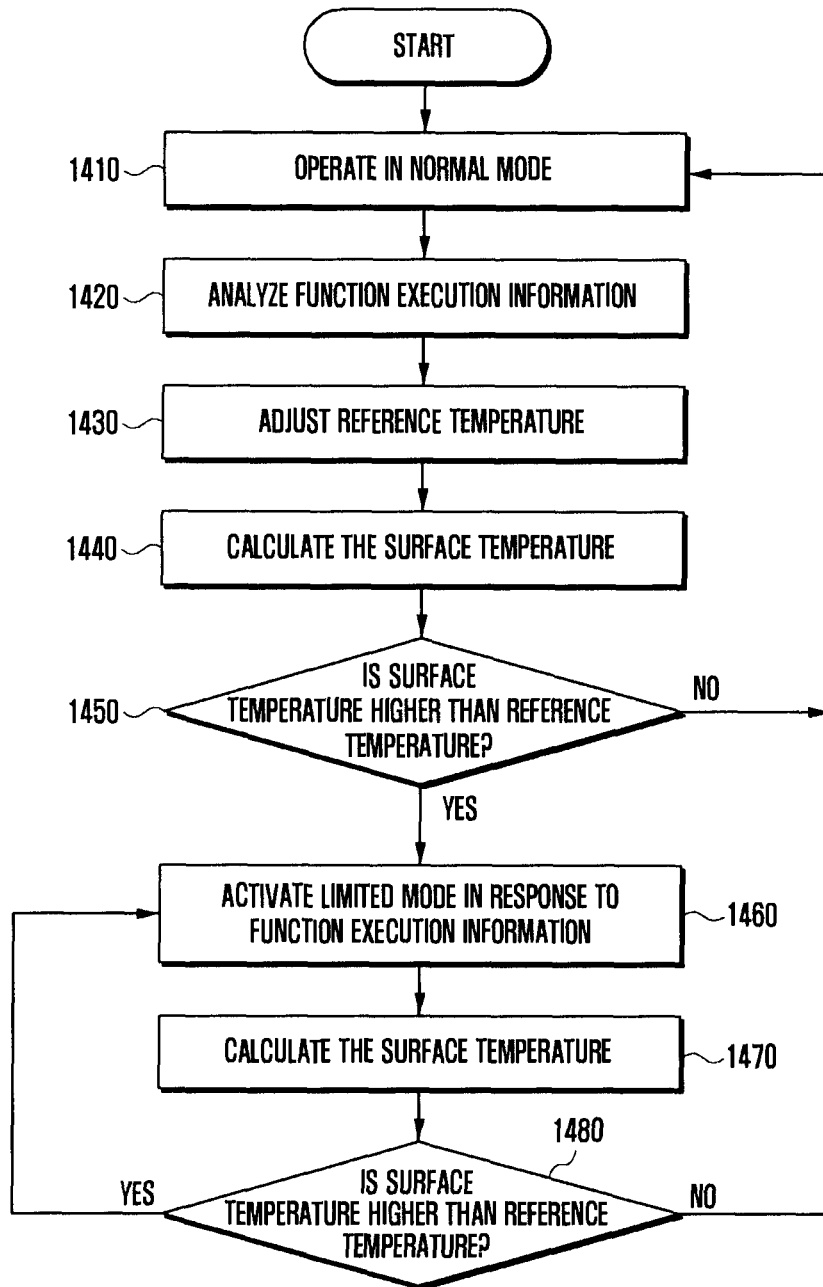 START
1410
OPERATE IN NORMAL MODE
1420
ANALYZE FUNCTION EXECUTION INFORMATION
1430
ADJUST REFERENCE TEMPERATURE
1440
CALCULATE THE SURFACE TEMPERATURE
1450
IS SURFACE
TEMPERATURE HIGHER THAN REFERENCE
TEMPERATURE?
NO
YES
ACTIVATE LIMITED MODE IN RESPONSE TO
FUNCTION EXECUTION INFORMATION
1460
CALCULATE THE SURFACE TEMPERATURE
1470
1480
YES
IS SURFACE
TEMPERATURE HIGHER THAN REFERENCE
TEMPERATURE?
NO